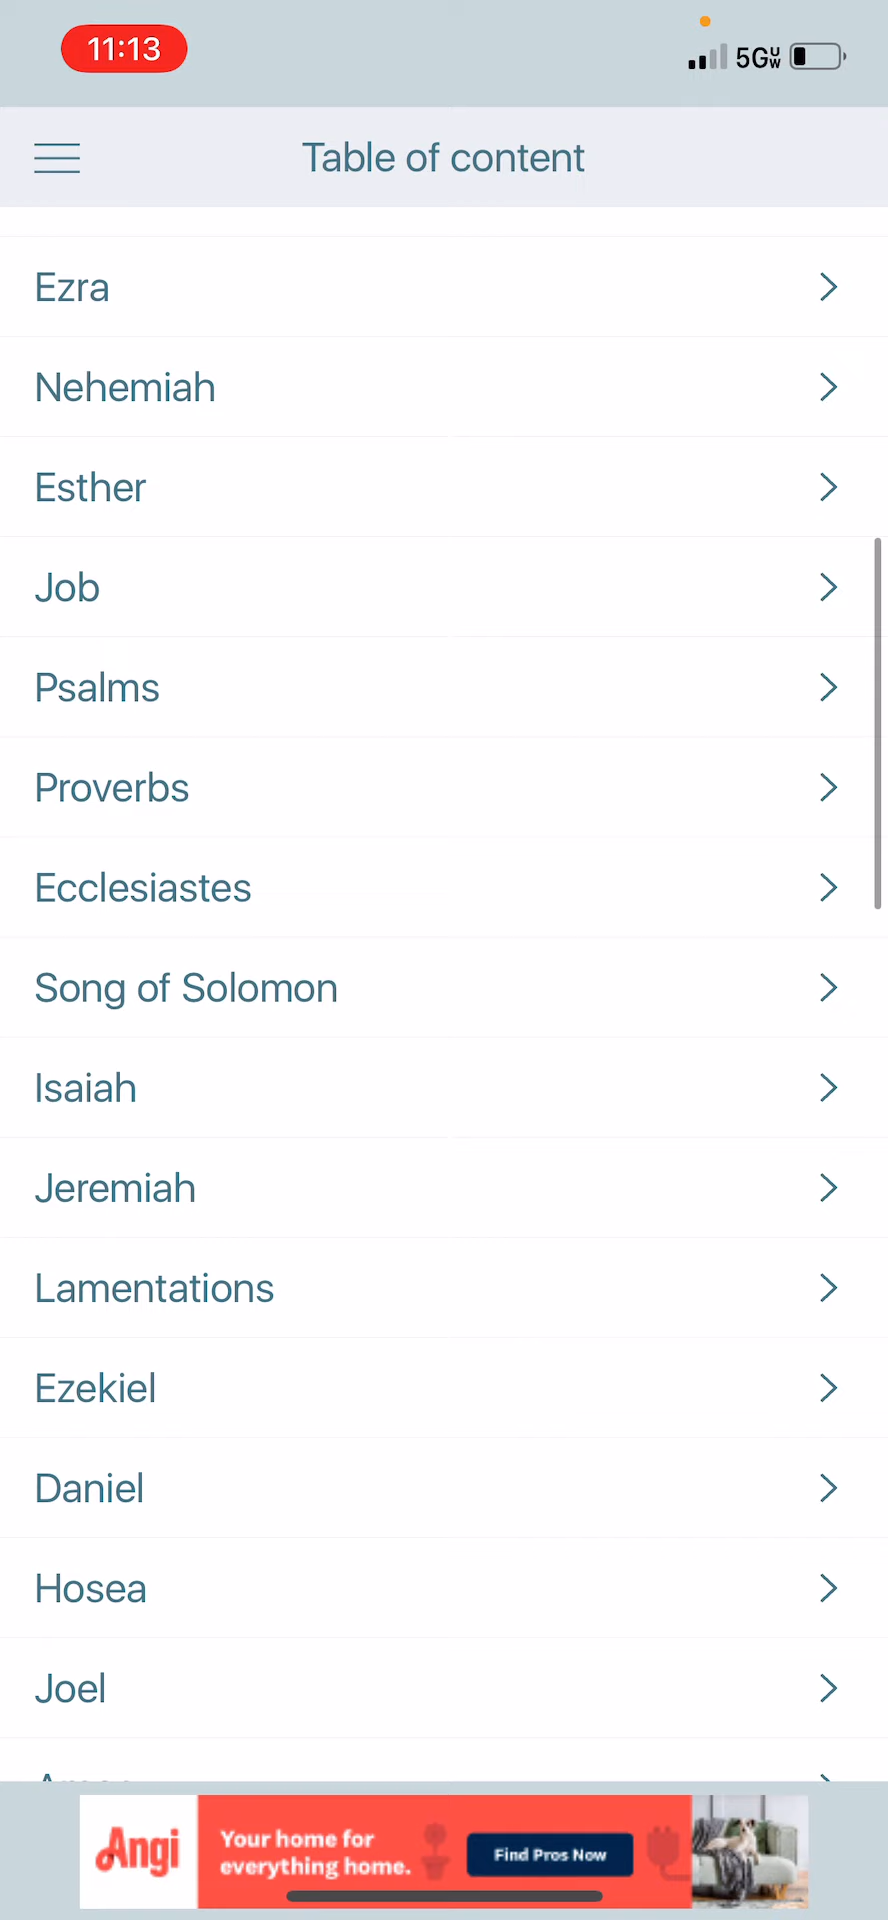 11:13
5GUW
Table of content
Ezra
Nehemiah
Esther
Job
Psalms
Proverbs
Ecclesiastes
Song of Solomon
Isaiah
Jeremiah
Lamentations
Ezekiel
Daniel
Hosea
Joel
Angi
Your home for
everything home.
Find Pros Now